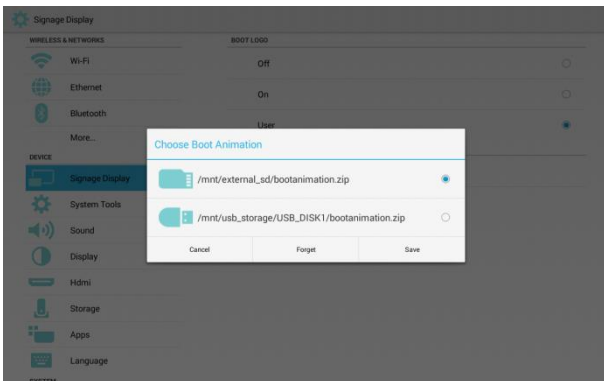 Signage Display
WIRELESS & NETWORKS
Wi-Fi
Ethernet
Bluetooth
More...
DEVICE
Signage Display
System Tools
Sound
Display
Hdmi
Storage
Apps
Language
SYSTEM
BOOT LOGO
Off
On
User
Choose Boot Animation
/mnt/external_sd/bootanimation.zip
/mnt/usb_storage/USB_DISK1/bootanimation.zip
Cancel Forget Save